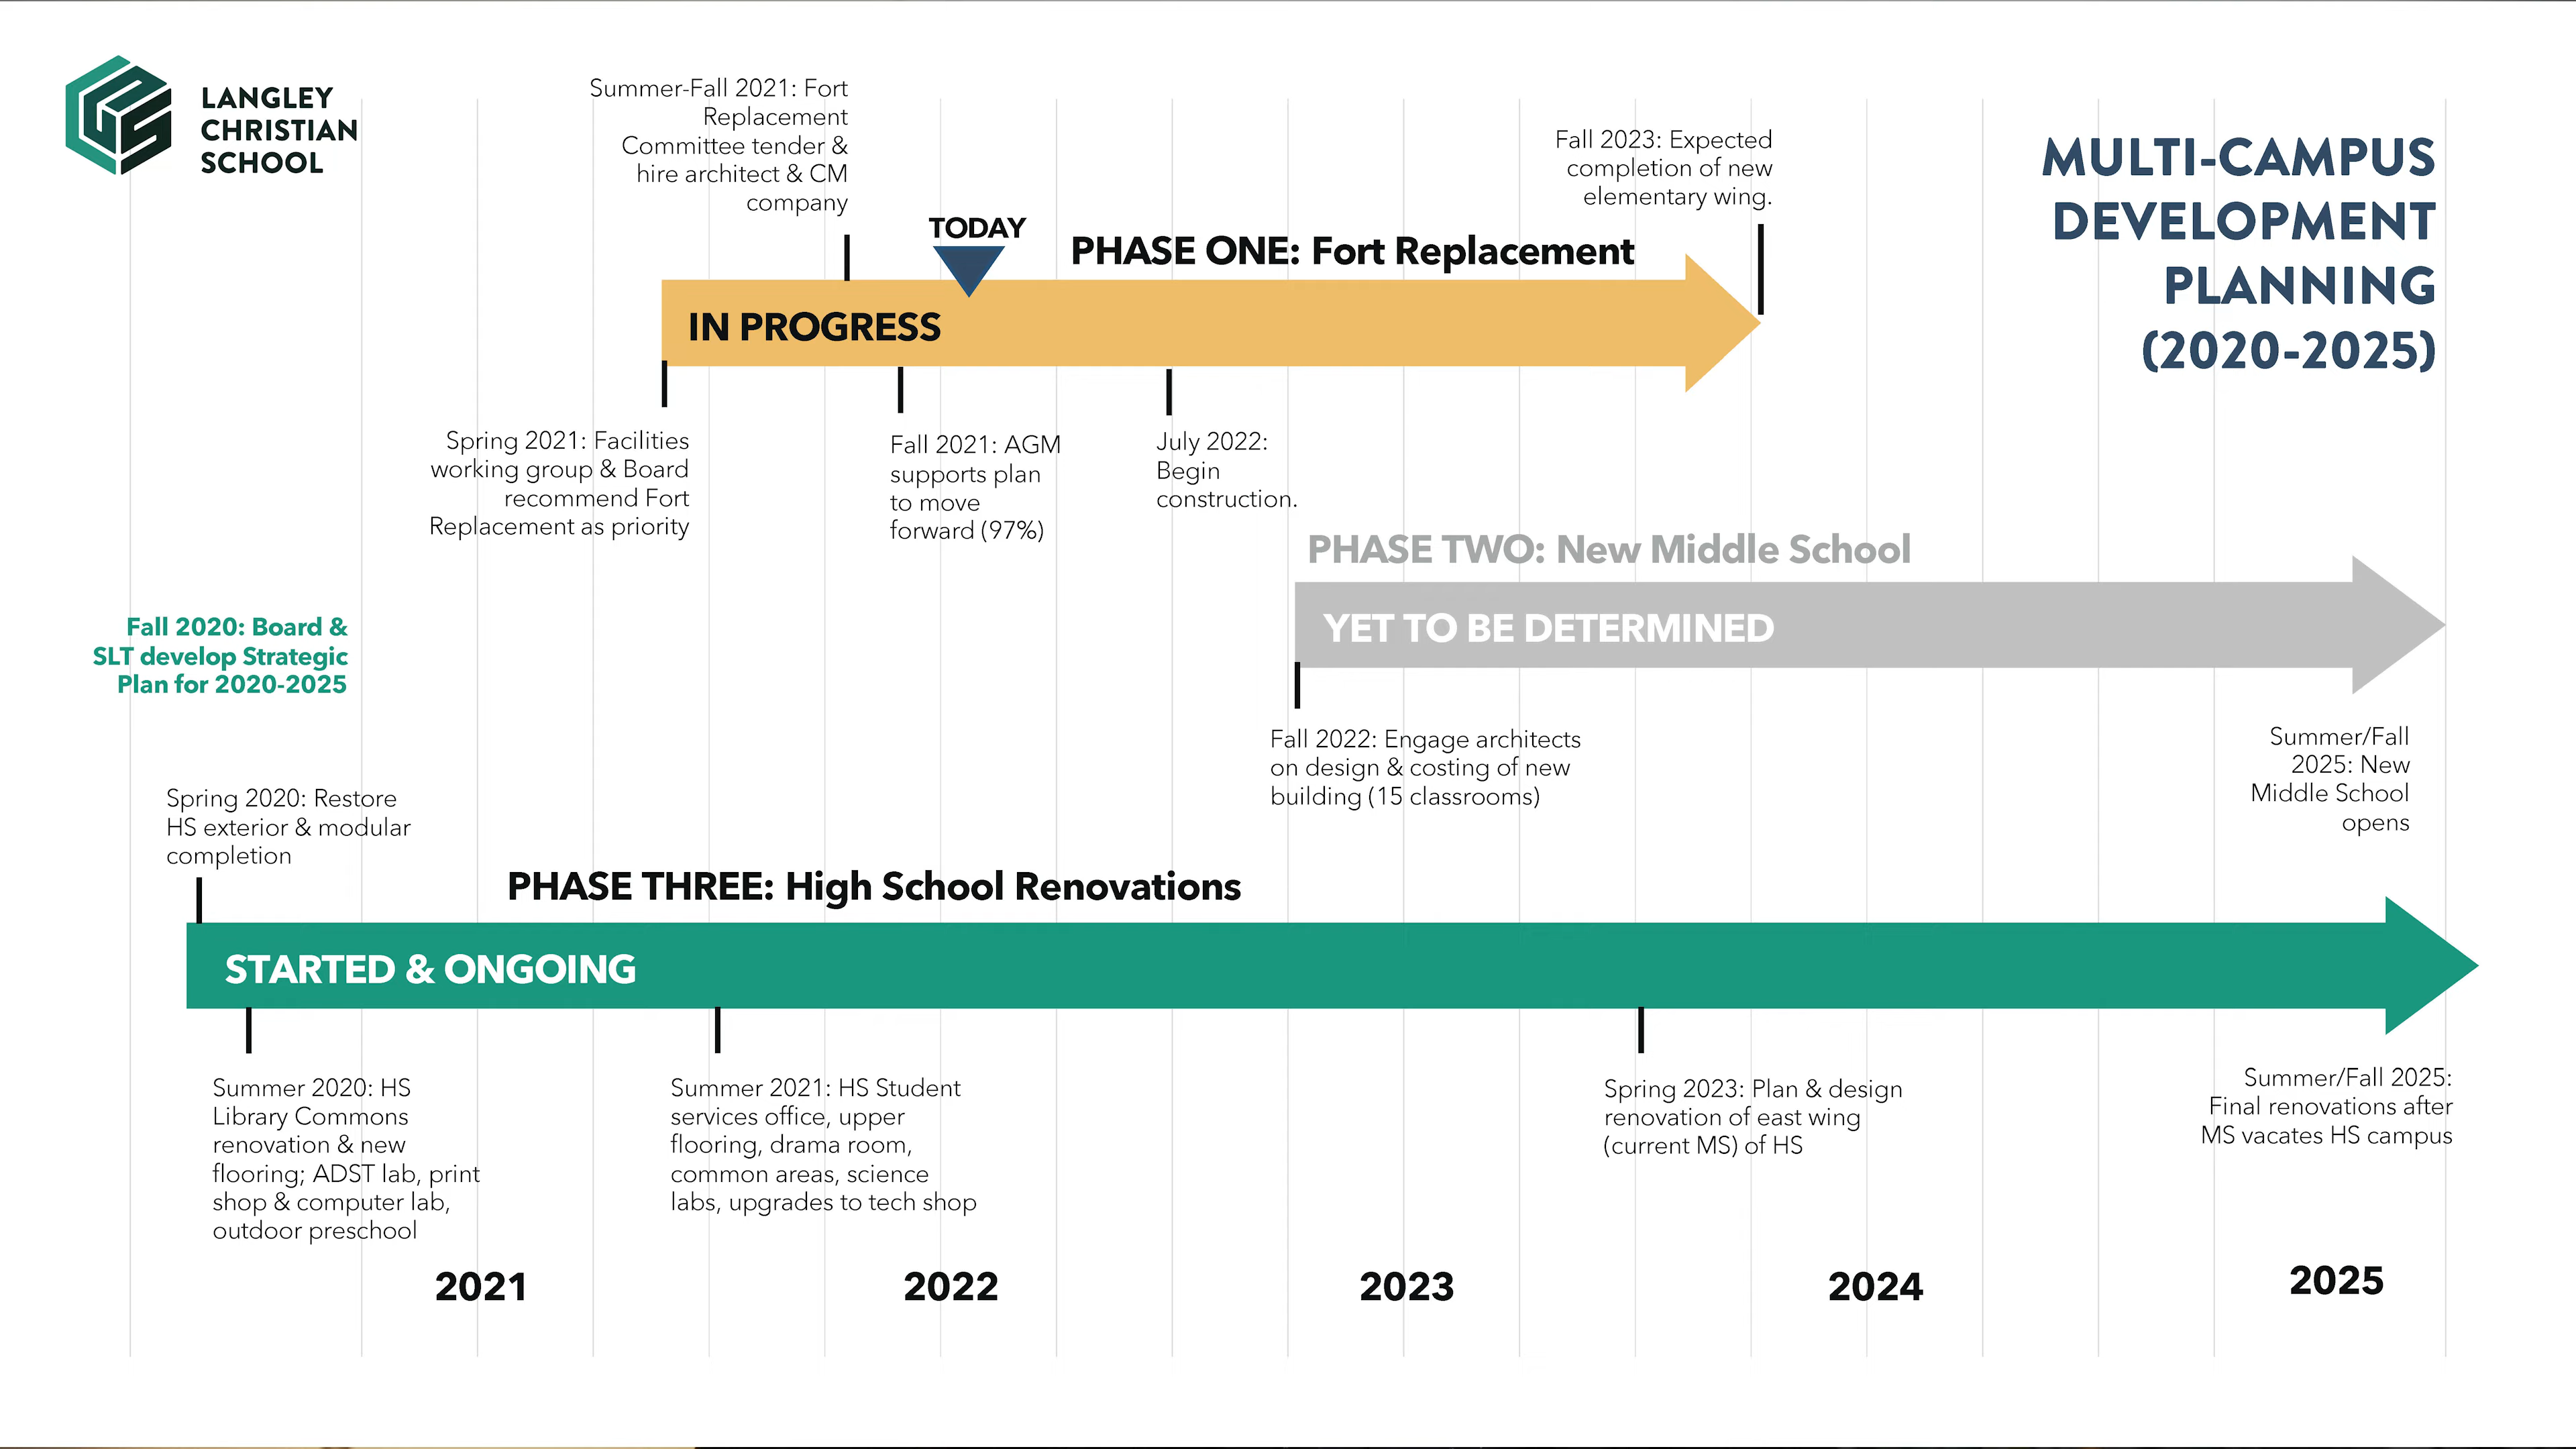 LANGLEY
CHRISTIAN
SCHOOL
Summer-Fall 2021: Fort
Replacement
Committee tender &
hire architect & CM
company
TODAY
PHASE ONE: Fort Replacement
Fall 2023: Expected
completion of new
elementary wing.
MULTI-CAMPUS
DEVELOPMENT
PLANNING
(2020-2025)
IN PROGRESS
Spring 2021: Facilities
working group & Board
recommend Fort
Replacement as priority
Fall 2021: AGM
supports plan
to move
forward (97%)
July 2022:
Begin
construction.
PHASE TWO: New Middle School
YET TO BE DETERMINED
Fall 2020: Board &
SLT develop Strategic
Plan for 2020-2025
Fall 2022: Engage architects
on design & costing of new
building (15 classrooms)
Summer/Fall
2025: New
Middle School
opens
Spring 2020: Restore
HS exterior & modular
completion
PHASE THREE: High School Renovations
STARTED & ONGOING
Summer 2020: HS
Library Commons
renovation & new
flooring; ADST lab, print
shop & computer lab,
outdoor preschool
Summer 2021: HS Student
services office, upper
flooring, drama room,
common areas, science
labs, upgrades to tech shop
Spring 2023: Plan & design
renovation of east wing
(current MS) of HS
Summer/Fall 2025:
Final renovations after
MS vacates HS campus
2021
2022
2023
2024
2025